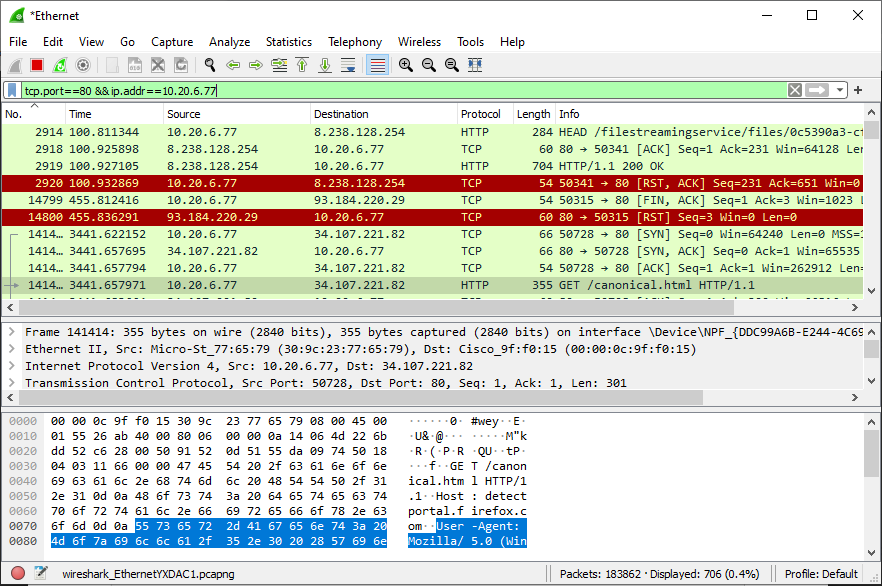 *Ethernet
File Edit View Go Capture Analyze Statistics Telephony Wireless Tools Help
tcp.port==80 &&ip.addr==10.20.6.77
No. Time Source Destination Protocol Length Info
2914 100.811344 10.20.6.77 8.238.128.254 HTTP 284 HEAD /filestreamingservice/files/0c5390a3-cf
2918 100.925898 8.238.128.254 10.20.6.77 TCP 60 80 → 50341 [ACK] Seq=1 Ack=231 Win=64128 Len
2919 100.927105 8.238.128.254 10.20.6.77 HTTP 704 HTTP/1.1 200 OK
2920 100.932869 10.20.6.77 8.238.128.254 TCP 54 50341 → 80 [RST, ACK] Seq=231 Ack=651 Win=0
14799 455.812416 10.20.6.77 93.184.220.29 TCP 54 50315 → 80 [FIN, ACK] Seq=1 Ack=3 Win=1023 L
14800 455.836291 93.184.220.29 10.20.6.77 TCP 60 80 → 50315 [RST] Seq=3 Win=0 Len=0
1414… 3441.622152 10.20.6.77 34.107.221.82 TCP 66 50728 → 80 [SYN] Seq=0 Win=64240 Len=0 MSS=1
1414… 3441.657695 34.107.221.82 10.20.6.77 TCP 66 80 → 50728 [SYN, ACK] Seq=0 Ack=1 Win=65535
1414… 3441.657794 10.20.6.77 34.107.221.82 TCP 54 50728 → 80 [ACK] Seq=1 Ack=1 Win=262912 Len=
1414… 3441.657971 10.20.6.77 34.107.221.82 HTTP 355 GET /canonical.html HTTP/1.1
Frame 141414: 355 bytes on wire (2840 bits), 355 bytes captured (2840 bits) on interface \Device\NPF_{DDC99A6B-E244-4C69
Ethernet II, Src: Micro-St_77:65:79 (30:9c:23:77:65:79), Dst: Cisco_9f:f0:15 (00:00:0c:9f:f0:15)
Internet Protocol Version 4, Src: 10.20.6.77, Dst: 34.107.221.82
Transmission Control Protocol, Src Port: 50728, Dst Port: 80, Seq: 1, Ack: 1, Len: 301
0000 00 00 0c 9f f0 15 30 9c 23 77 65 79 08 00 45 00 ······0· #wey··E·
0010 01 55 26 ab 40 00 80 06 00 00 0a 14 06 4d 22 6b ·U&·@··· ·····M"k
0020 dd 52 c6 28 00 50 91 52 0d 51 55 da 09 74 50 18 ·R·(·P·R ·QU··tP·
0030 04 03 11 66 00 00 47 45 54 20 2f 63 61 6e 6f 6e ···f··GE T /canon
0040 69 63 61 6c 2e 68 74 6d 6c 20 48 54 54 50 2f 31 ical.htm l HTTP/1
0050 2e 31 0d 0a 48 6f 73 74 3a 20 64 65 74 65 63 74 .1··Host : detect
0060 70 6f 72 74 61 6c 2e 66 69 72 65 66 6f 78 2e 63 portal.f irefox.c
0070 6f 6d 0d 0a 55 73 65 72 2d 41 67 65 6e 74 3a 20 om··User -Agent:
0080 4d 6f 7a 69 6c 6c 61 2f 35 2e 30 20 28 57 69 6e Mozilla/ 5.0 (Win
wireshark_EthernetYXDAC1.pcapng Packets: 183862 · Displayed: 706 (0.4%) Profile: Default